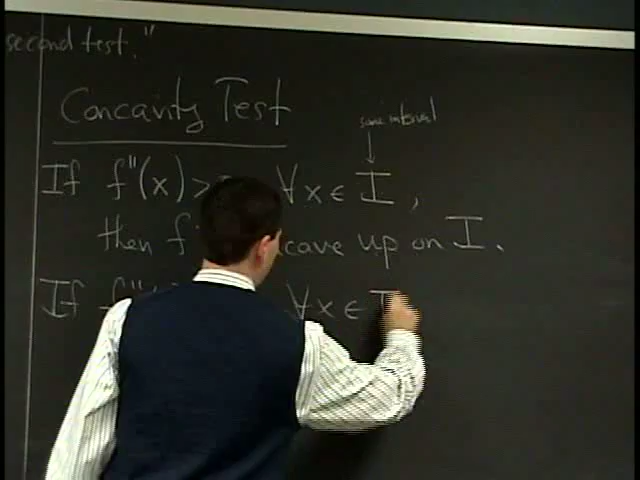 second test."
Concavity Test
some interval
If f"(x) > ∀x ∈ I,
then f cave up on I.
If f" ∀x ∈ I